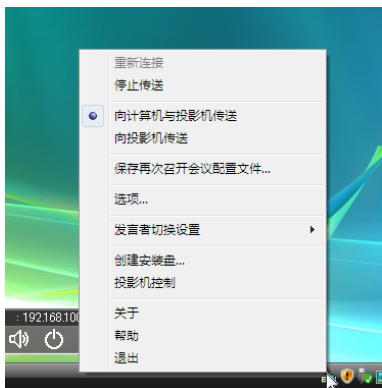 重新连接
停止传送
向计算机与投影机传送
向投影机传送
保存再次召开会议配置文件...
选项...
发言者切换设置
创建安装盘...
投影机控制
关于
帮助
退出
: 192.168.100